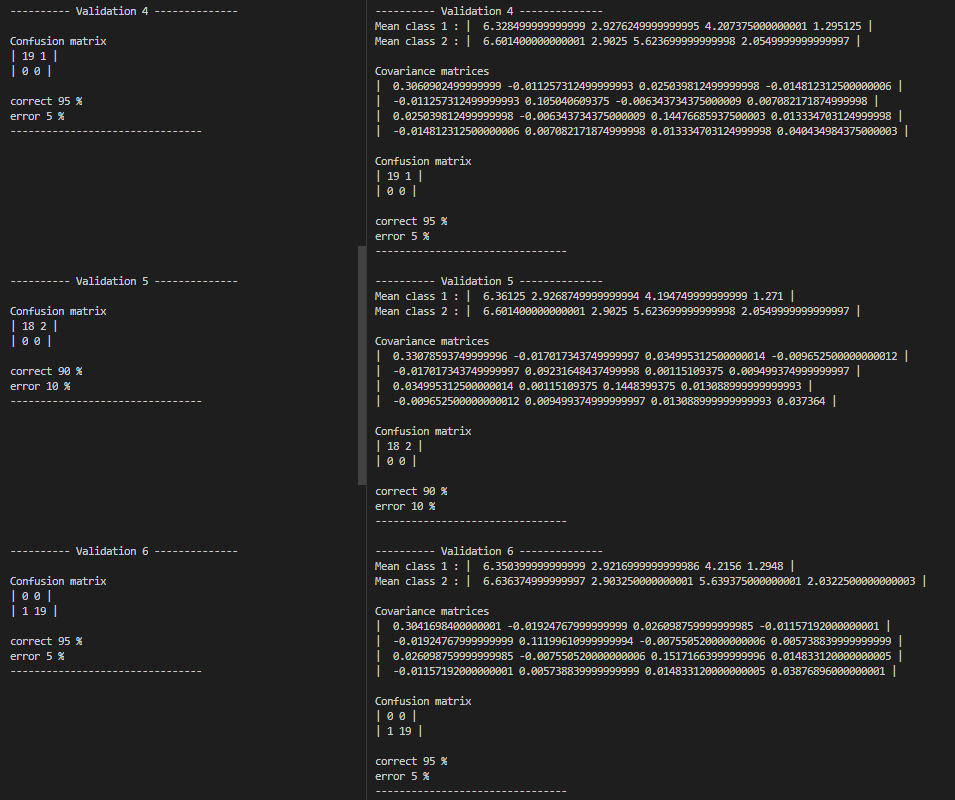 ---------- Validation 4 --------------
Confusion matrix
| 19 1 |
| 0 0 |
correct 95 %
error 5 %
--------------------------------
---------- Validation 5 --------------
Confusion matrix
| 18 2 |
| 0 0 |
correct 90 %
error 10 %
--------------------------------
---------- Validation 6 --------------
Confusion matrix
| 0 0 |
| 1 19 |
correct 95 %
error 5 %
--------------------------------
---------- Validation 4 --------------
Mean class 1 : |  6.328499999999999 2.9276249999999995 4.207375000000001 1.295125 |
Mean class 2 : |  6.601400000000001 2.9025 5.623699999999998 2.0549999999999997 |
Covariance matrices
|  0.3060902499999999 -0.011257312499999993 0.025039812499999998 -0.014812312500000006 |
|  -0.011257312499999993 0.105040609375 -0.006343734375000009 0.007082171874999998 |
|  0.025039812499999998 -0.006343734375000009 0.14476685937500003 0.013334703124999998 |
|  -0.014812312500000006 0.007082171874999998 0.013334703124999998 0.040434984375000003 |
Confusion matrix
| 19 1 |
| 0 0 |
correct 95 %
error 5 %
--------------------------------
---------- Validation 5 --------------
Mean class 1 : |  6.36125 2.9268749999999994 4.194749999999999 1.271 |
Mean class 2 : |  6.601400000000001 2.9025 5.623699999999998 2.0549999999999997 |
Covariance matrices
|  0.33078593749999996 -0.017017343749999997 0.034995312500000014 -0.009652500000000012 |
|  -0.017017343749999997 0.09231648437499998 0.00115109375 0.009499374999999997 |
|  0.034995312500000014 0.00115109375 0.1448399375 0.013088999999999993 |
|  -0.009652500000000012 0.009499374999999997 0.013088999999999993 0.037364 |
Confusion matrix
| 18 2 |
| 0 0 |
correct 90 %
error 10 %
--------------------------------
---------- Validation 6 --------------
Mean class 1 : |  6.350399999999999 2.9216999999999986 4.2156 1.2948 |
Mean class 2 : |  6.636374999999997 2.903250000000001 5.639375000000001 2.0322500000000003 |
Covariance matrices
|  0.3041698400000001 -0.01924767999999999 0.026098759999999985 -0.01157192000000001 |
|  -0.01924767999999999 0.11199610999999994 -0.007550520000000006 0.005738839999999999 |
|  0.026098759999999985 -0.007550520000000006 0.15171663999999996 0.014833120000000005 |
|  -0.01157192000000001 0.005738839999999999 0.014833120000000005 0.03876896000000001 |
Confusion matrix
| 0 0 |
| 1 19 |
correct 95 %
error 5 %
--------------------------------